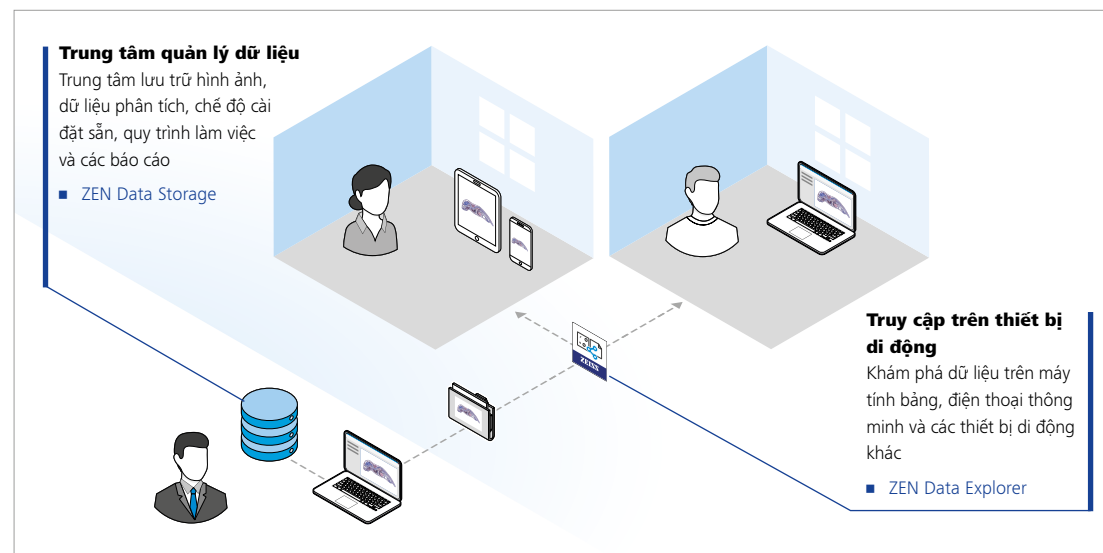 Trung tâm quản lý dữ liệu
Trung tâm lưu trữ hình ảnh,
dữ liệu phân tích, chế độ cài
đặt sẵn, quy trình làm việc
và các báo cáo
■ ZEN Data Storage
ZEISS
Truy cập trên thiết bị
di động
Khám phá dữ liệu trên máy
tính bảng, điện thoại thông
minh và các thiết bị di động
khác
■ ZEN Data Explorer